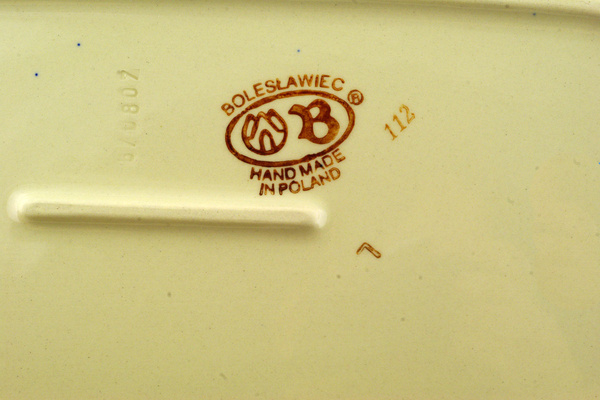 BOLESŁAWIEC ®
B
HAND MADE
IN POLAND
112